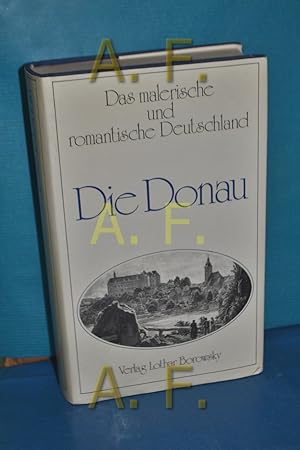 A. F.
Das malerische
und
romantische Deutschland
A. F.
Die Donau
A. F.
Verlag Lothar Borowsky
A. F.